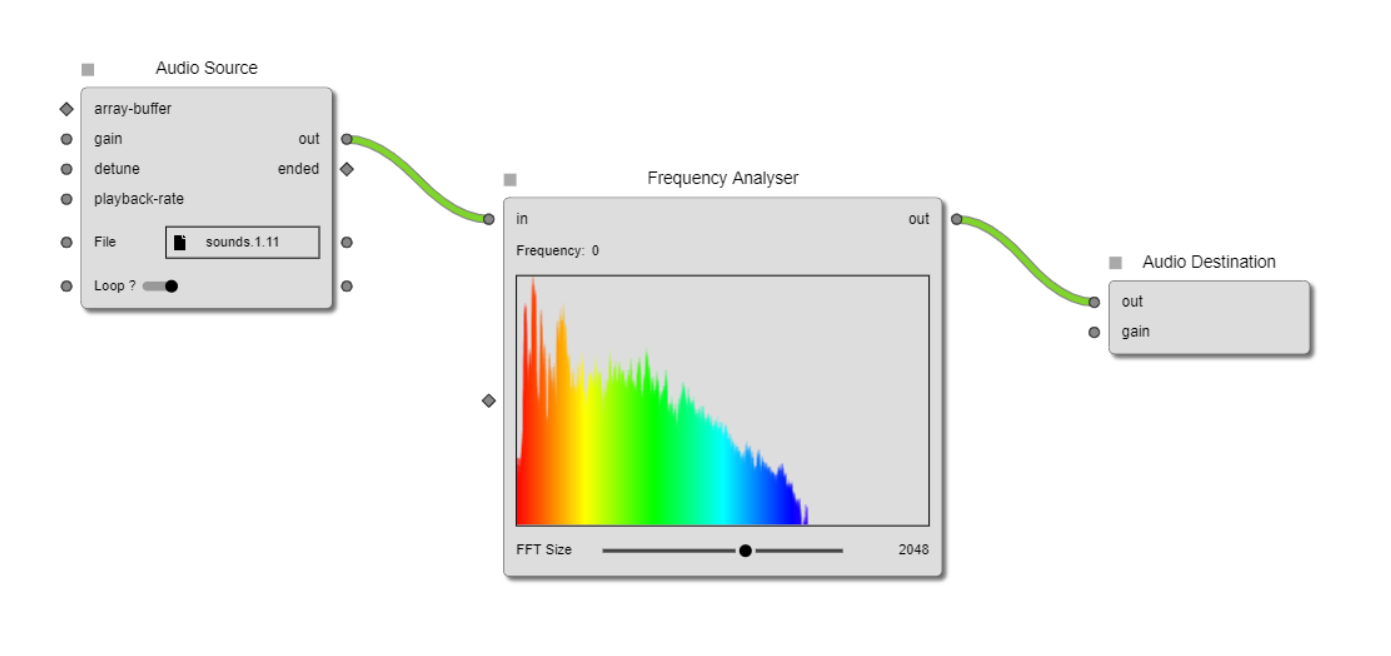 Audio Source
array-buffer
gain out
detune ended
playback-rate
File sounds.1.11
Loop ?
Frequency Analyser
in out
Frequency: 0
FFT Size 2048
Audio Destination
out
gain